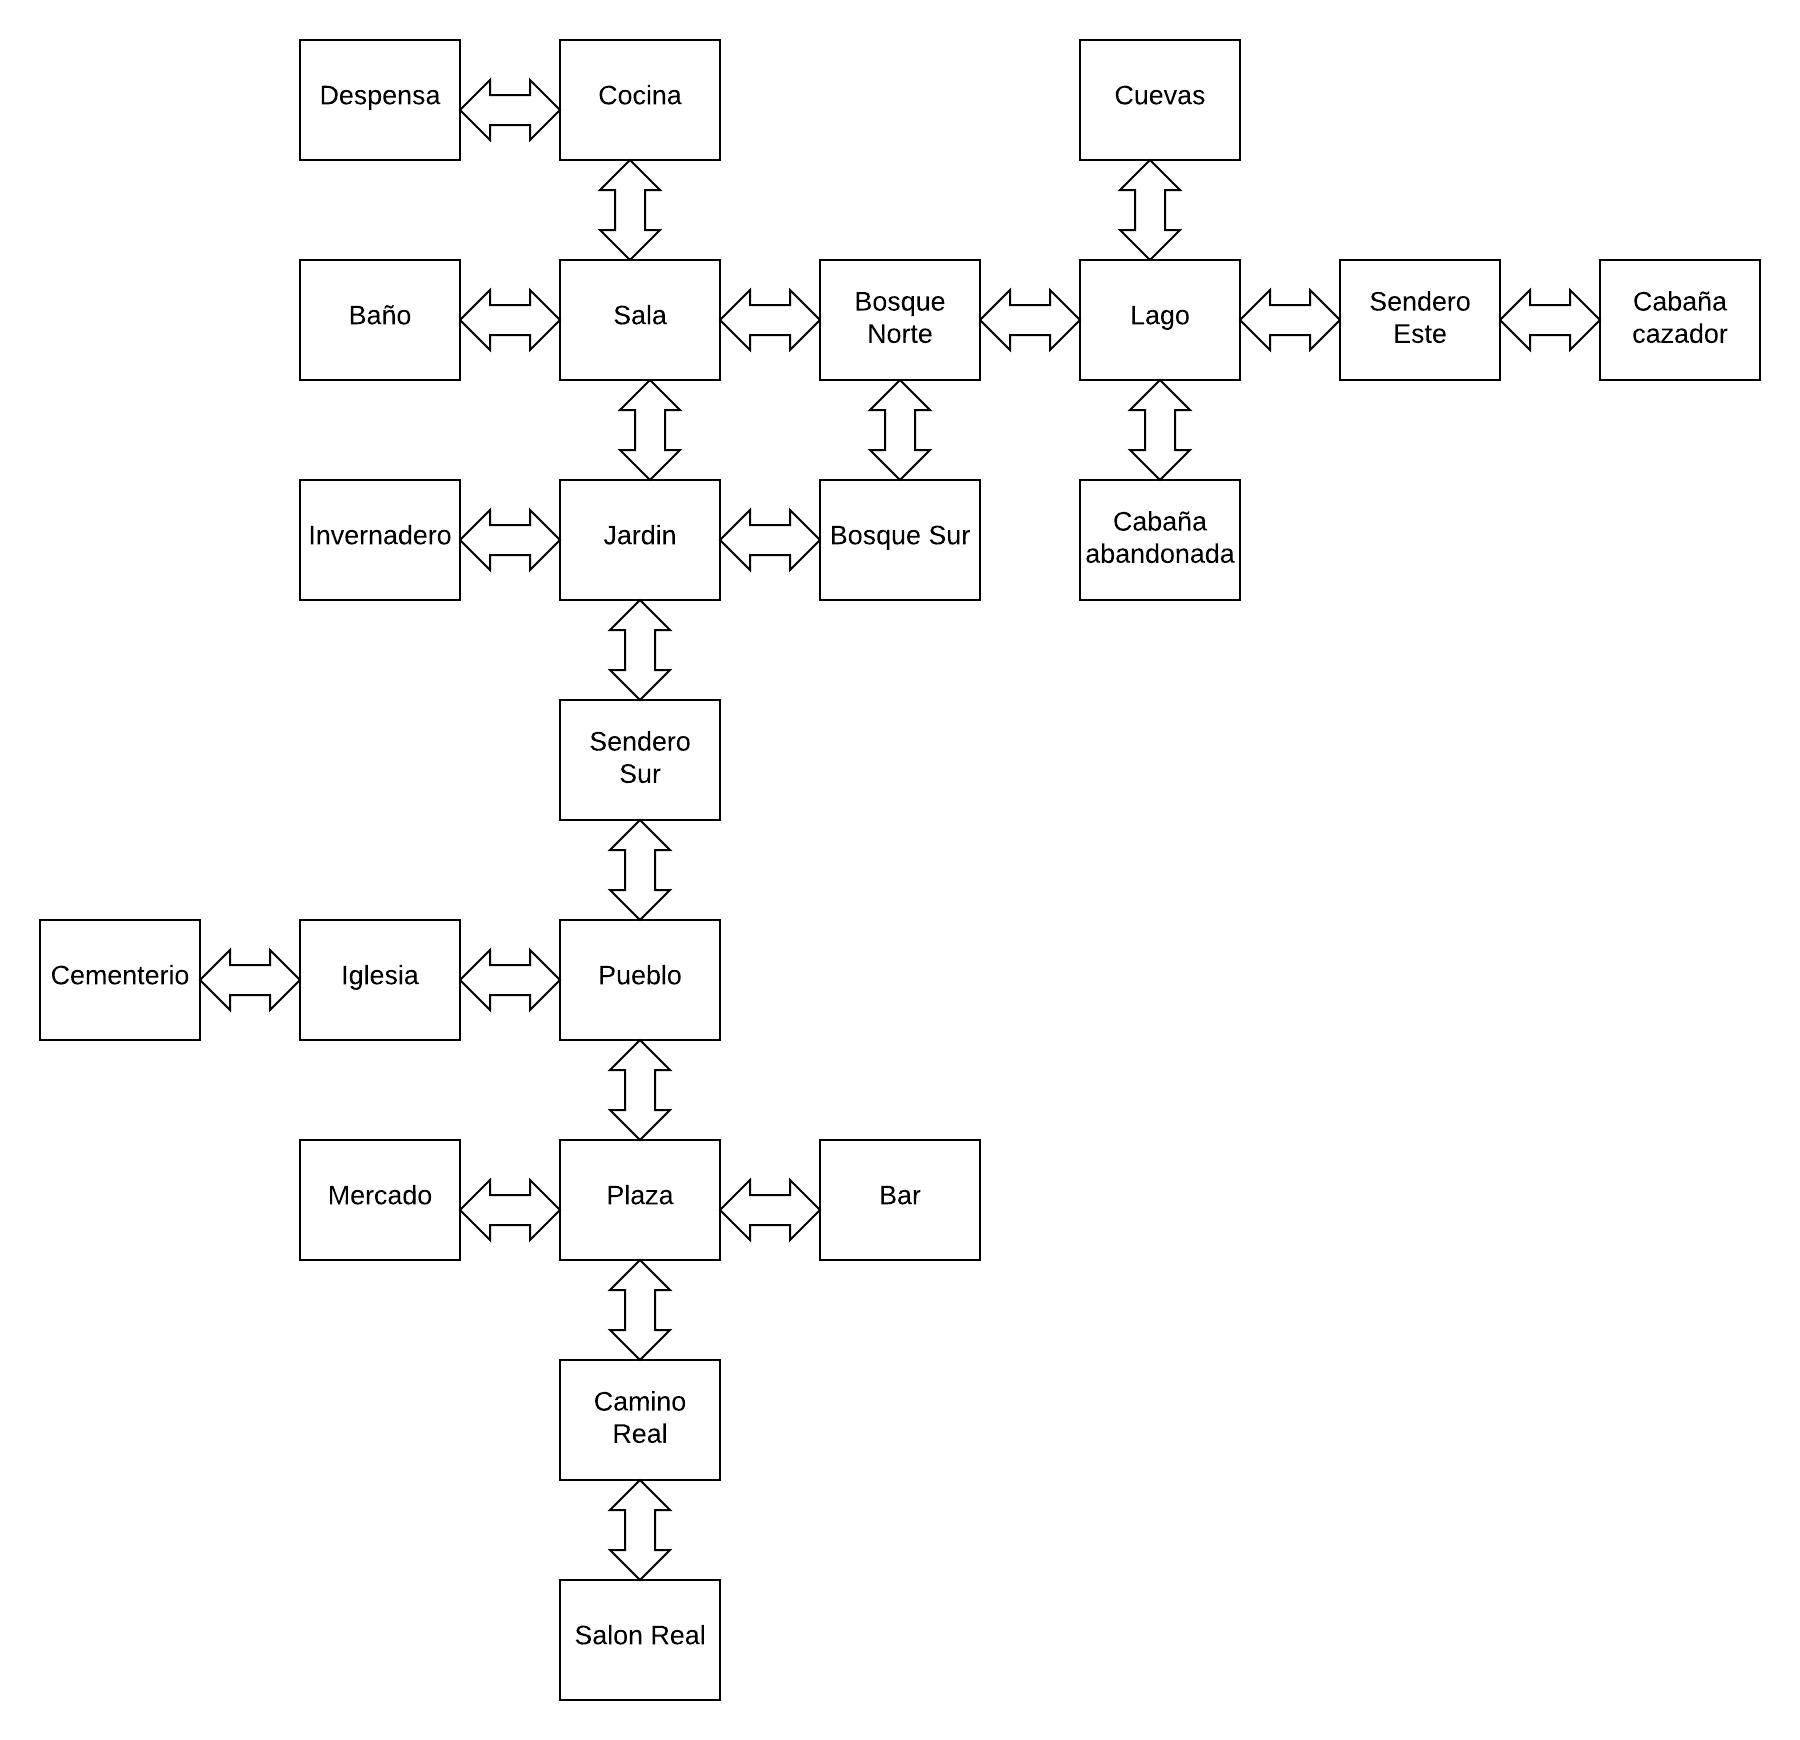 Despensa
Cocina
Cuevas
Baño
Sala
Bosque
Norte
Lago
Sendero
Este
Cabaña
cazador
Invernadero
Jardin
Bosque Sur
Cabaña
abandonada
Sendero
Sur
Cementerio
Iglesia
Pueblo
Mercado
Plaza
Bar
Camino
Real
Salon Real